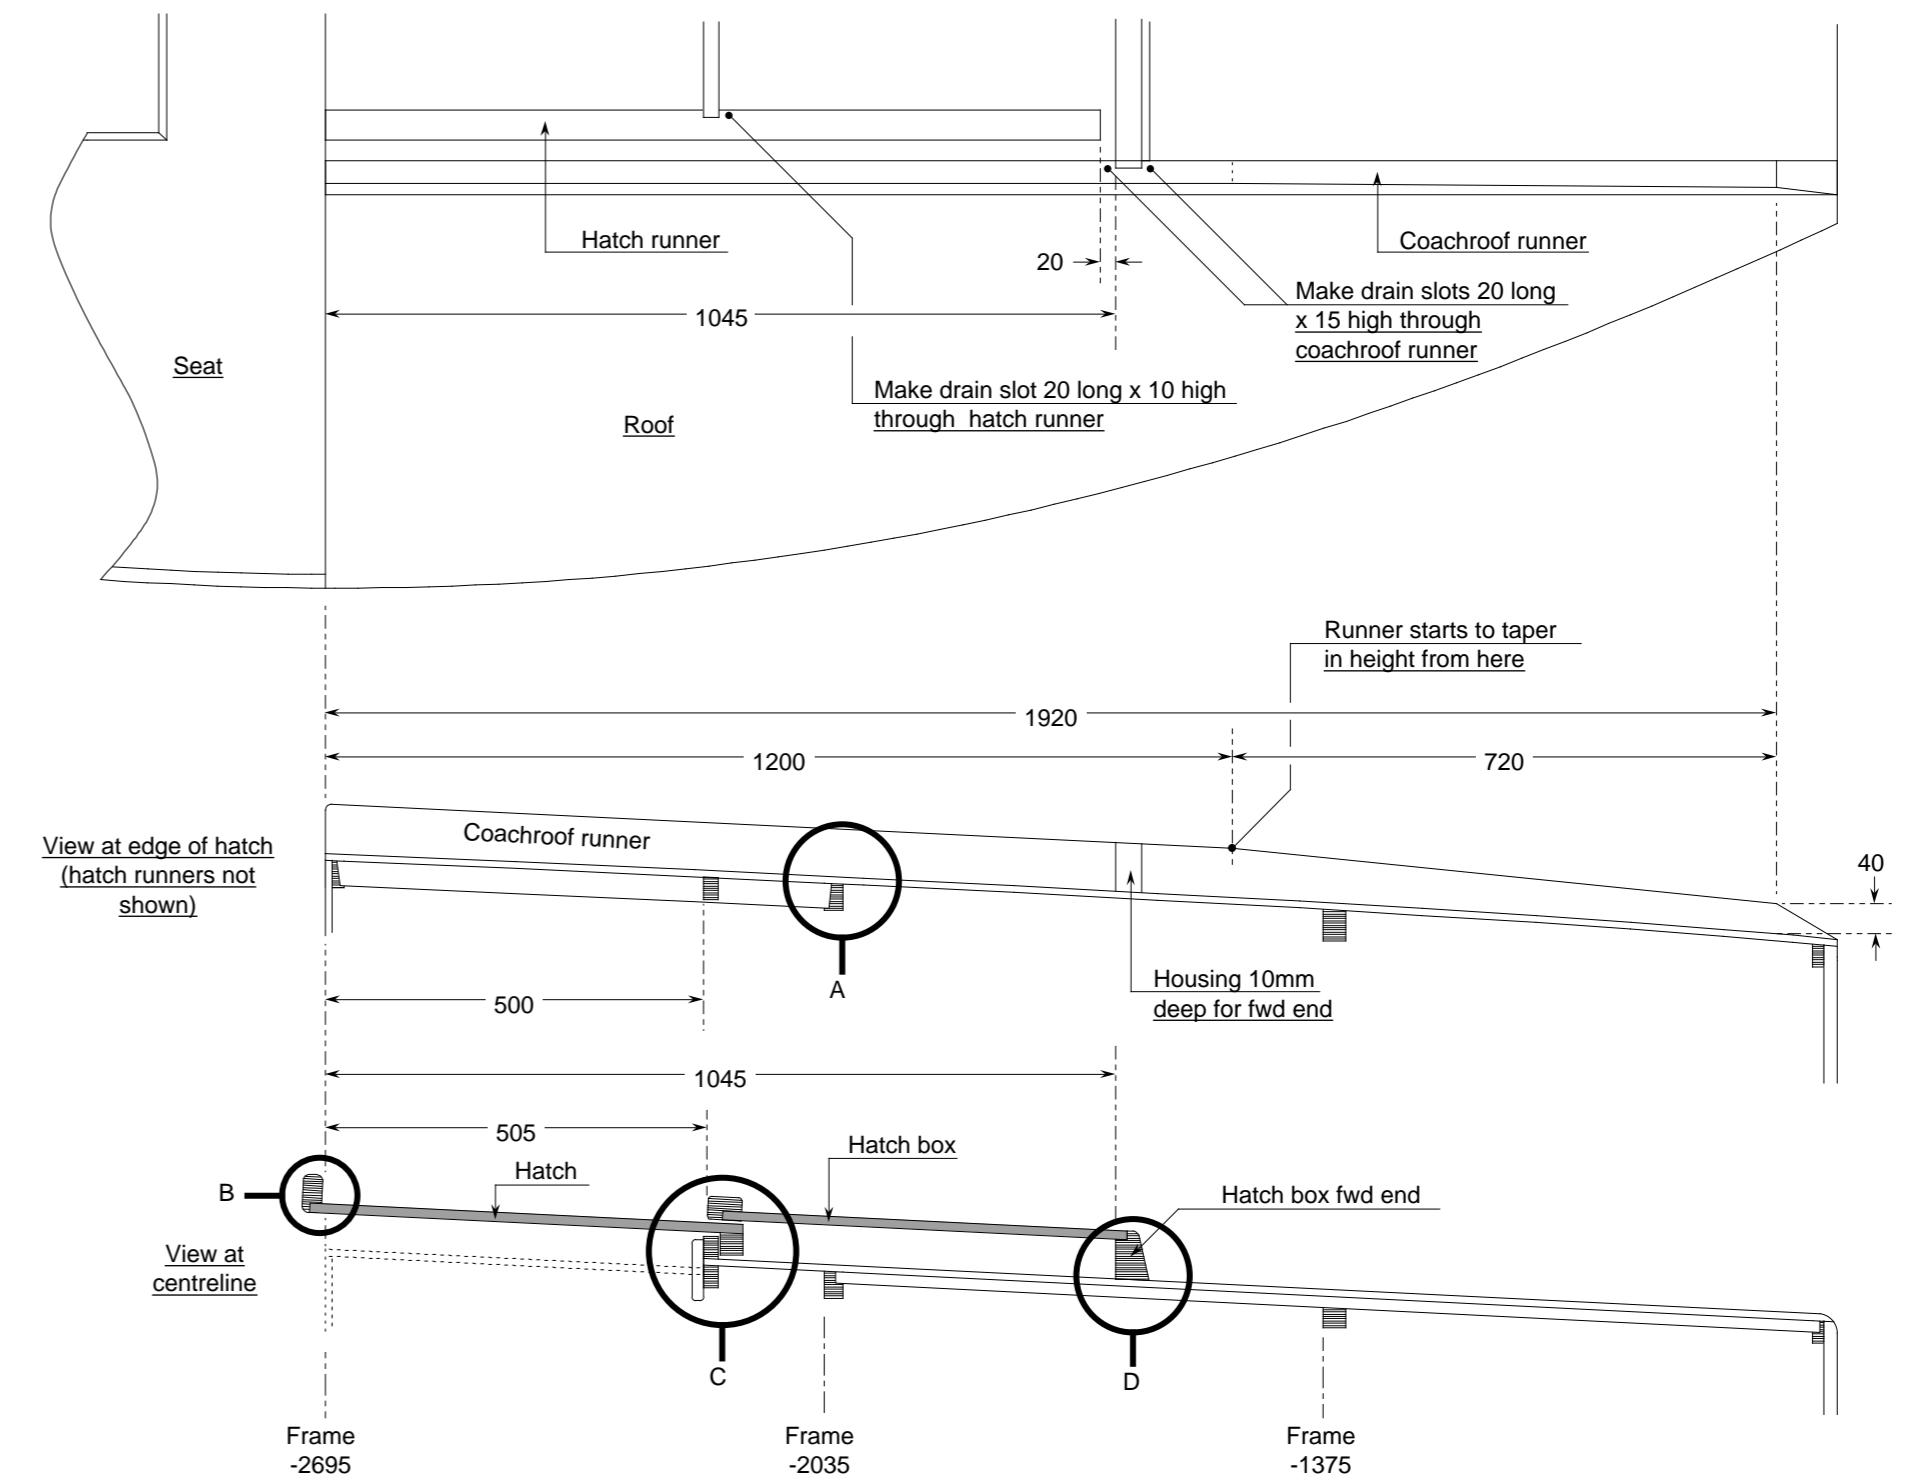 Hatch runner
Coachroof runner
20
Make drain slots 20 long
x 15 high through
coachroof runner
1045
Seat
Make drain slot 20 long x 10 high
through hatch runner
Roof
Runner starts to taper
in height from here
1920
1200
720
View at edge of hatch
(hatch runners not
shown)
Coachroof runner
40
A
Housing 10mm
deep for fwd end
500
1045
505
Hatch box
Hatch
B
Hatch box fwd end
View at
centreline
C
D
Frame
-2695
Frame
-2035
Frame
-1375